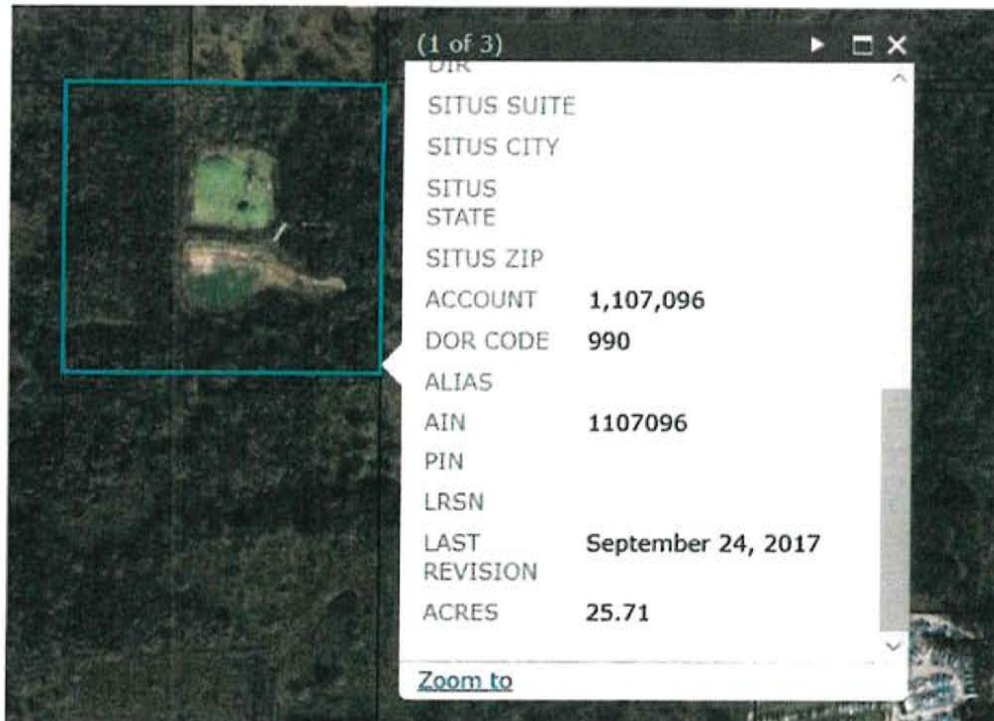 (1 of 3)
DIR
SITUS SUITE
SITUS CITY
SITUS
STATE
SITUS ZIP
ACCOUNT 1,107,096
DOR CODE 990
ALIAS
AIN 1107096
PIN
LRSN
LAST September 24, 2017
REVISION
ACRES 25.71
Zoom to